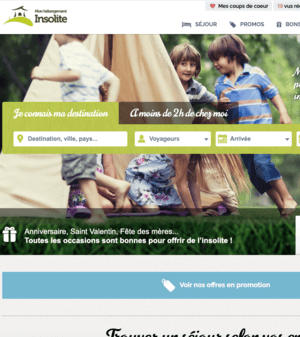 Mon hébergement
Insolite
Mes coups de coeur
19 vus
SÉJOUR
PROMOS
BONS
Je connais ma destination
A moins de 2h de chez moi
Destination, ville, pays...
Voyageurs
Arrivée
Anniversaire, Saint Valentin, Fête des mères...
Toutes les occasions sont bonnes pour offrir de l'insolite !
Voir nos offres en promotion
Trouver un séjour selon vos